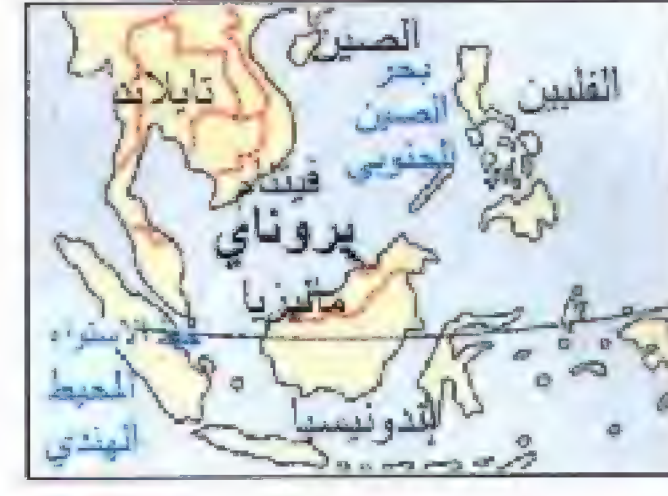 الصين
تايلاند
بحر
الصين
الجنوبي
الفلبين
فيتنام
بروناي
ماليزيا
خط الاستواء
المحيط
الهندي
إندونيسيا